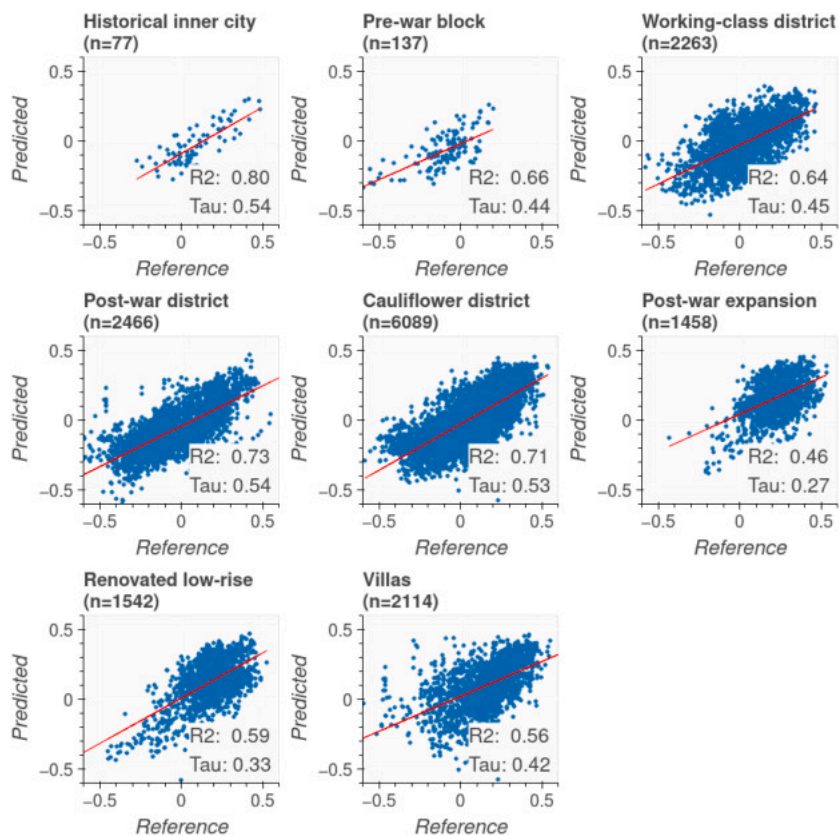 Historical inner city
(n=77)
0.5
0
−0.5
Predicted
R2: 0.80
Tau: 0.54
−0.5
0
0.5
Reference
Pre-war block
(n=137)
0.5
0
−0.5
Predicted
R2: 0.66
Tau: 0.44
−0.5
0
0.5
Reference
Working-class district
(n=2263)
0.5
0
−0.5
Predicted
R2: 0.64
Tau: 0.45
−0.5
0
0.5
Reference
Post-war district
(n=2466)
0.5
0
−0.5
Predicted
R2: 0.73
Tau: 0.54
−0.5
0
0.5
Reference
Cauliflower district
(n=6089)
0.5
0
−0.5
Predicted
R2: 0.71
Tau: 0.53
−0.5
0
0.5
Reference
Post-war expansion
(n=1458)
0.5
0
−0.5
Predicted
R2: 0.46
Tau: 0.27
−0.5
0
0.5
Reference
Renovated low-rise
(n=1542)
0.5
0
−0.5
Predicted
R2: 0.59
Tau: 0.33
−0.5
0
0.5
Reference
Villas
(n=2114)
0.5
0
−0.5
Predicted
R2: 0.56
Tau: 0.42
−0.5
0
0.5
Reference